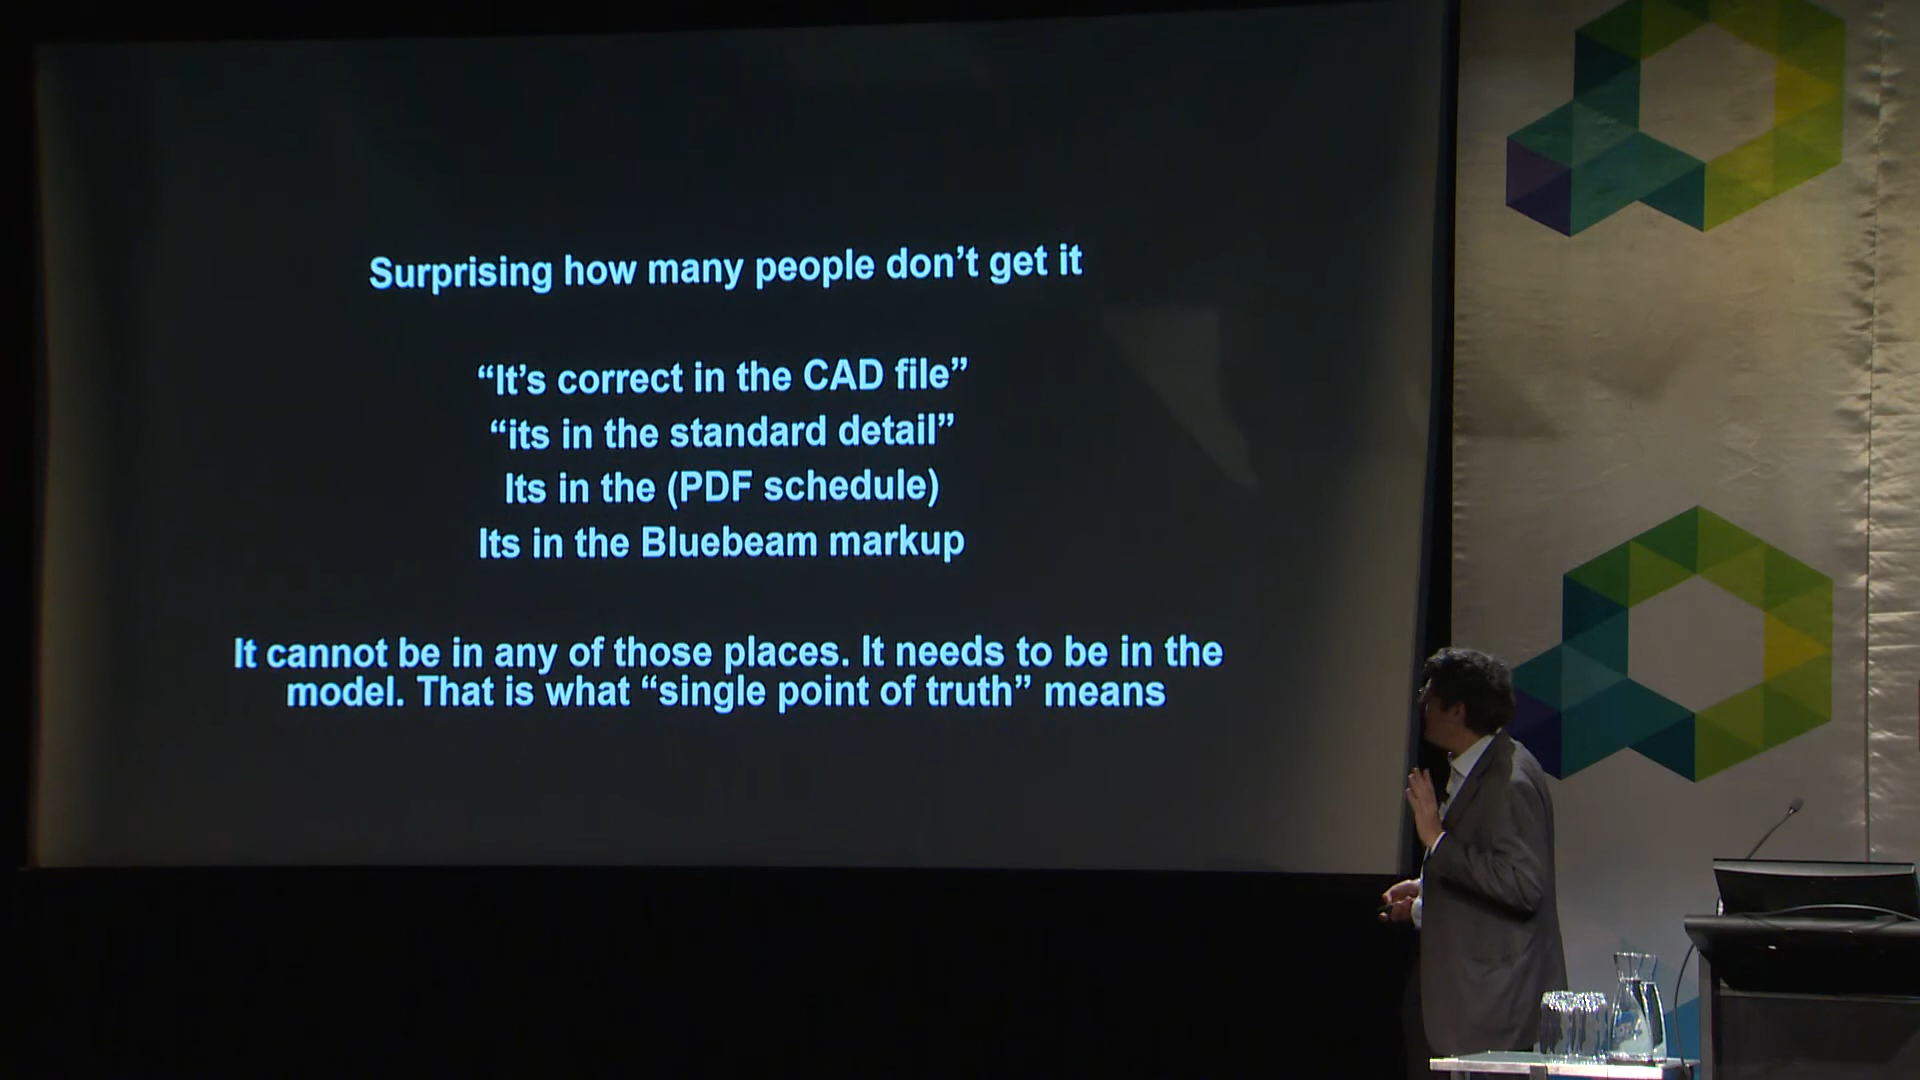 Surprising how many people don’t get it
“It’s correct in the CAD file”
“its in the standard detail”
Its in the (PDF schedule)
Its in the Bluebeam markup
It cannot be in any of those places. It needs to be in the
model. That is what “single point of truth” means